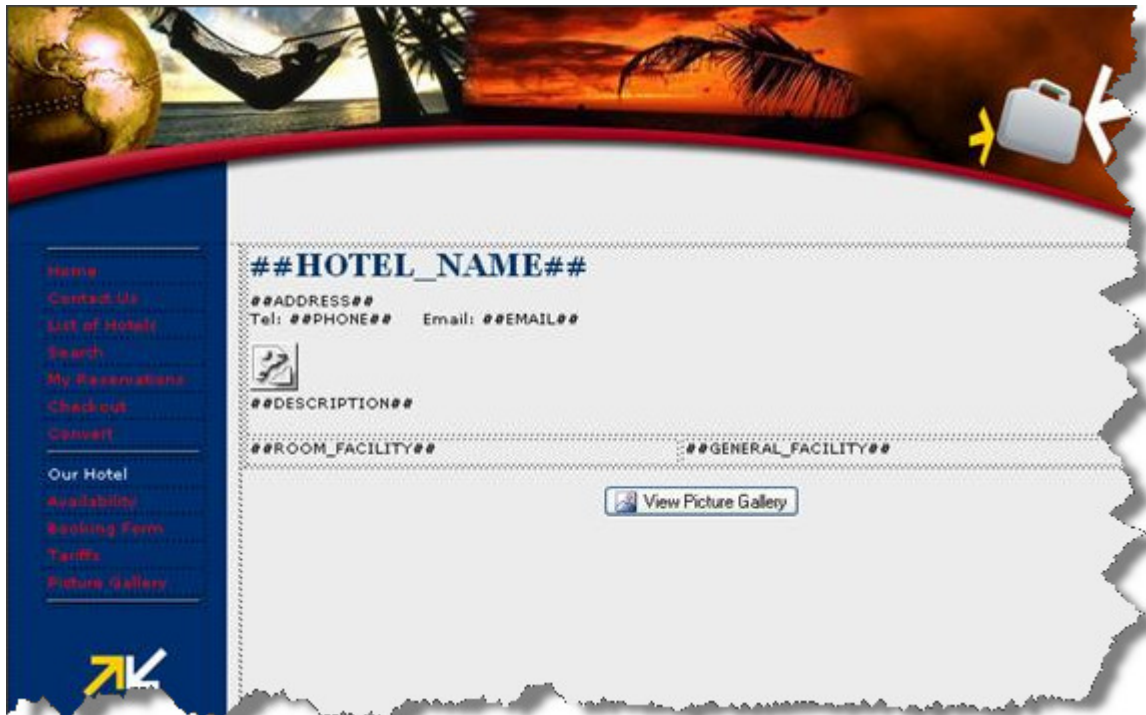 Home
Contact Us
List of Hotels
Search
My Reservations
Checkout
Convert
Our Hotel
Availability
Booking Form
Tariffs
Picture Gallery
##HOTEL_NAME##
##ADDRESS##
Tel: ##PHONE## Email: ##EMAIL##
##DESCRIPTION##
##ROOM_FACILITY## ##GENERAL_FACILITY##
View Picture Gallery